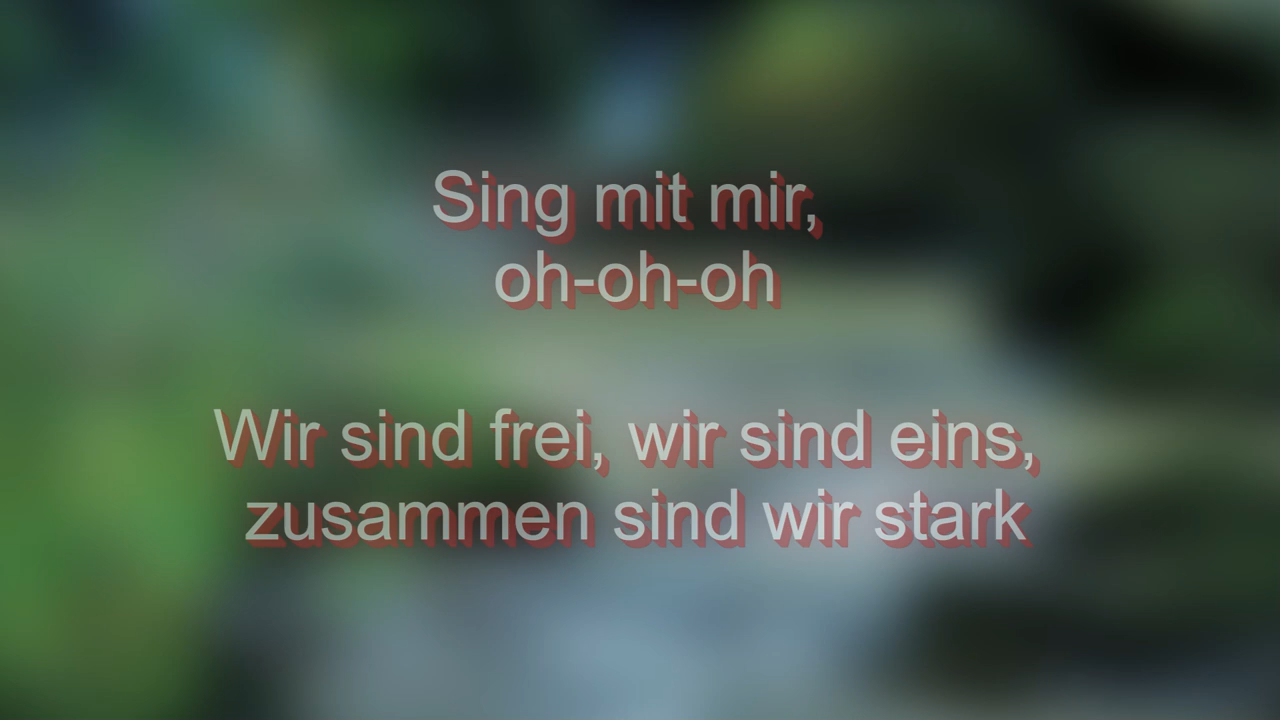 Sing mit mir,
oh-oh-oh
Wir sind frei, wir sind eins,
zusammen sind wir stark